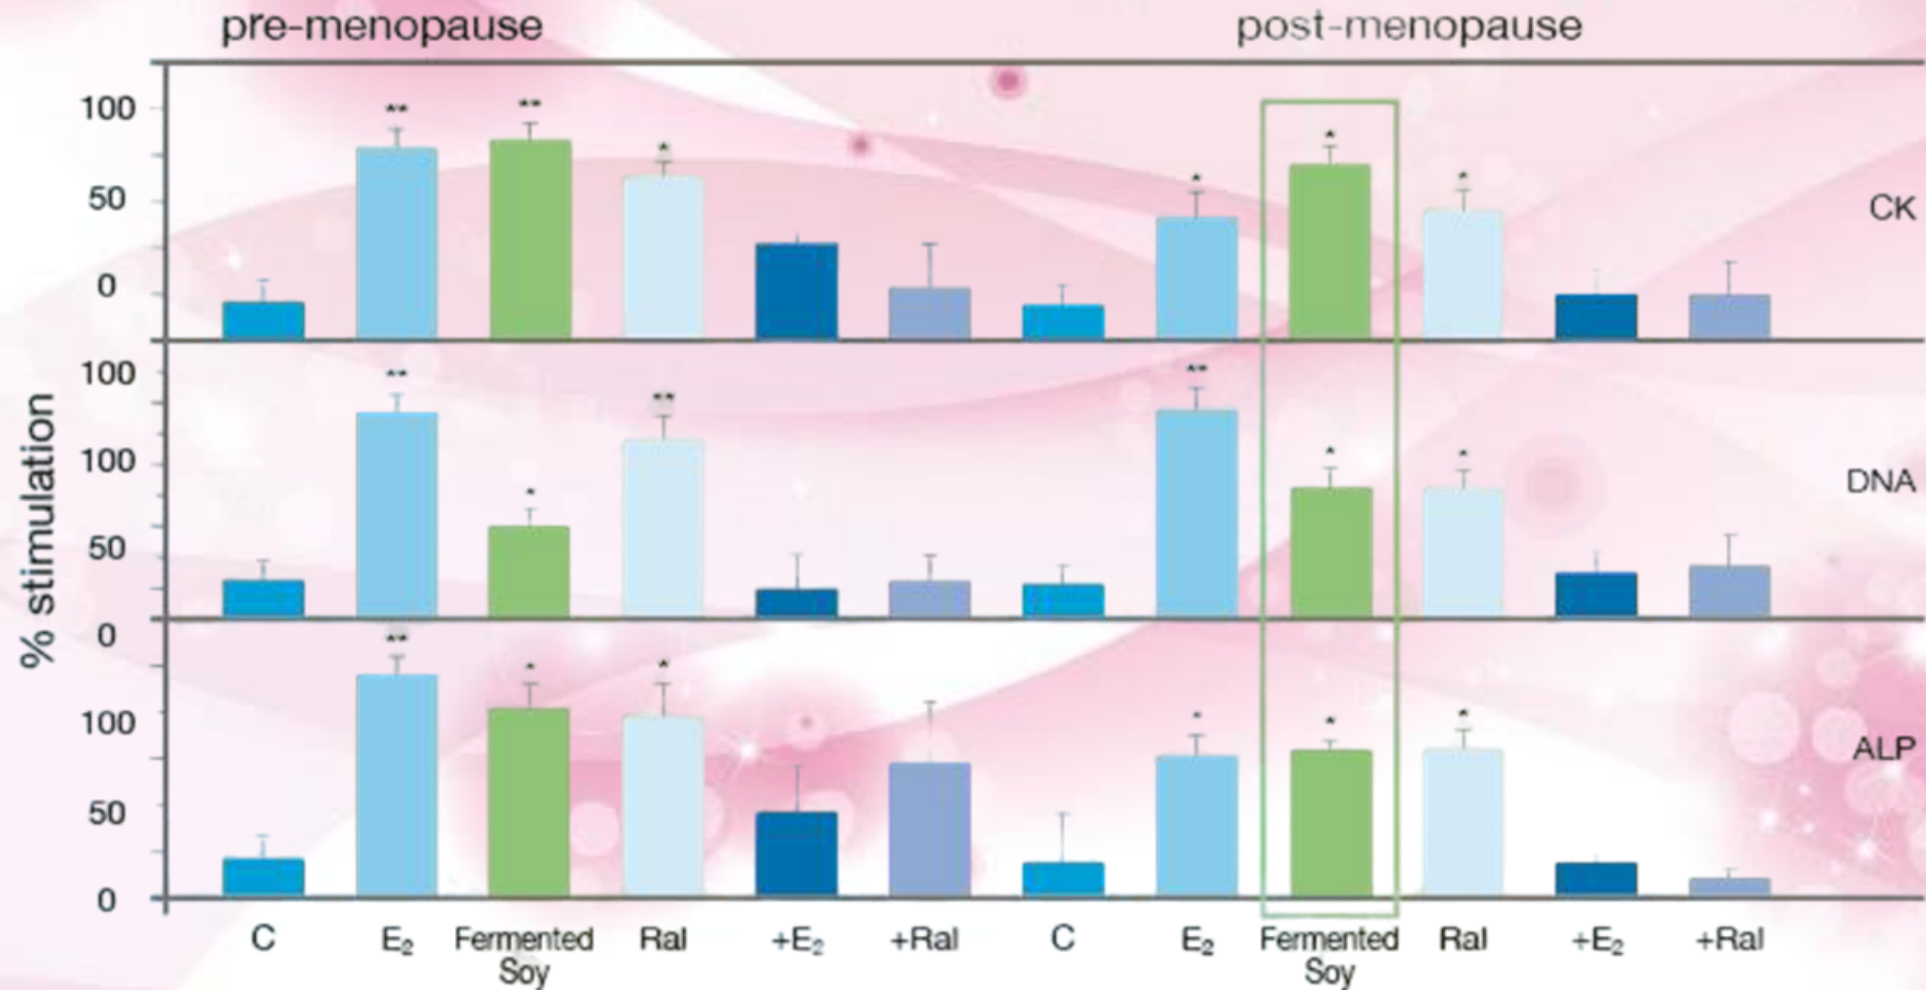 pre-menopause
post-menopause
100
**
**
*
*
*
*
50
CK
0
100
**
**
**
100
*
*
*
DNA
50
% stimulation
0
**
*
*
100
*
*
*
ALP
50
0
C
E₂
Fermented
Soy
Ral
+E₂
+Ral
C
E₂
Fermented
Soy
Ral
+E₂
+Ral